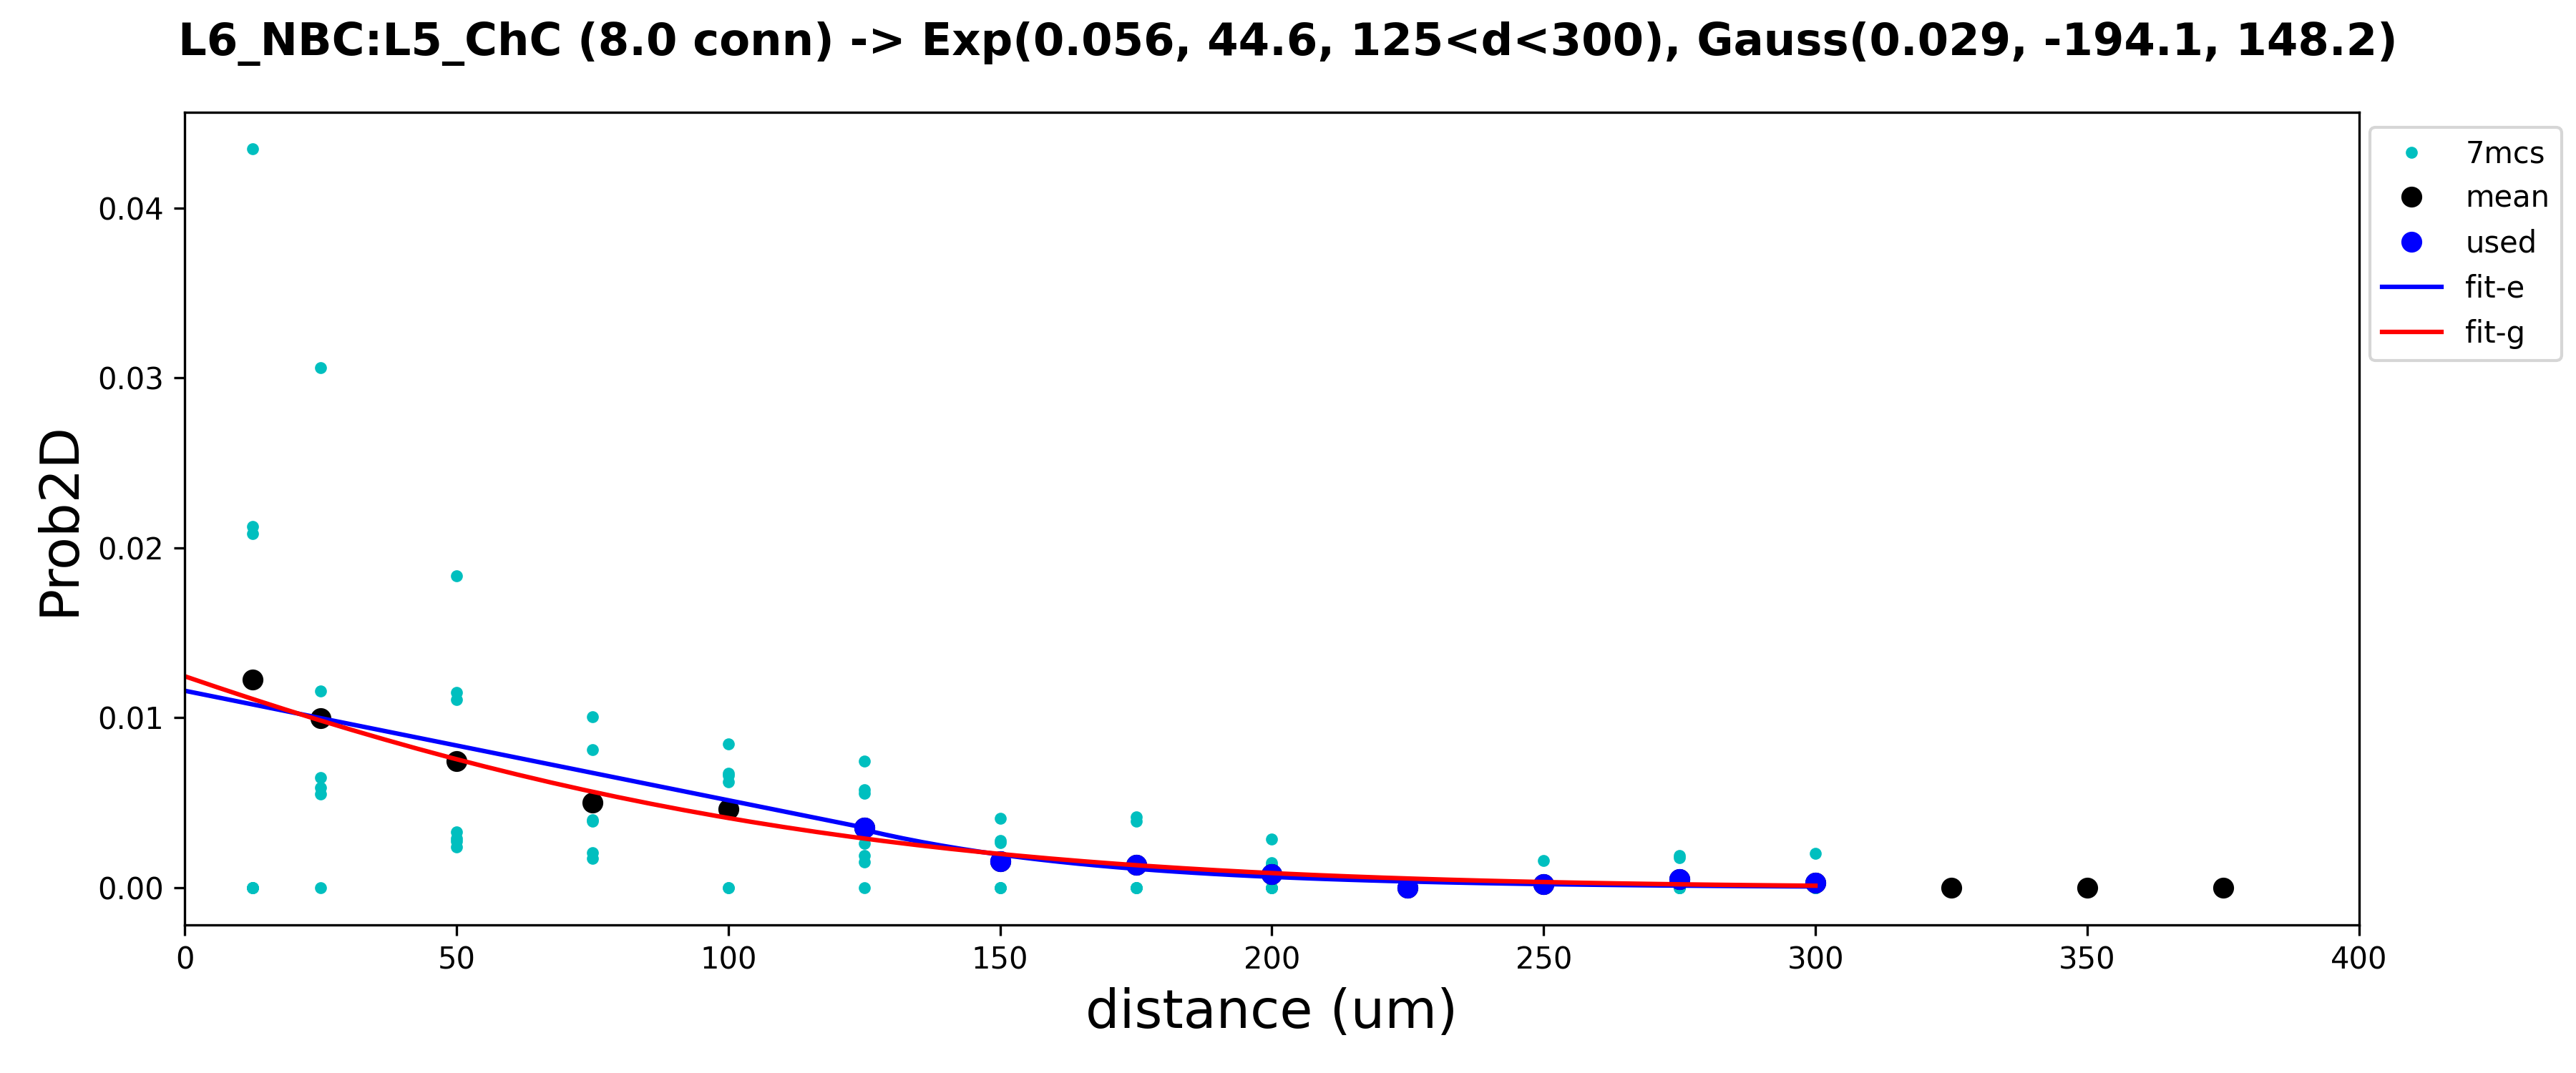 L6_NBC:L5_ChC (8.0 conn) -> Exp(0.056, 44.6, 125<d<300), Gauss(0.029, -194.1, 148.2)
7mcs
mean
used
fit-e
fit-g
0.04
0.03
0.02
0.01
0.00
Prob2D
0 50 100 150 200 250 300 350 400
distance (um)